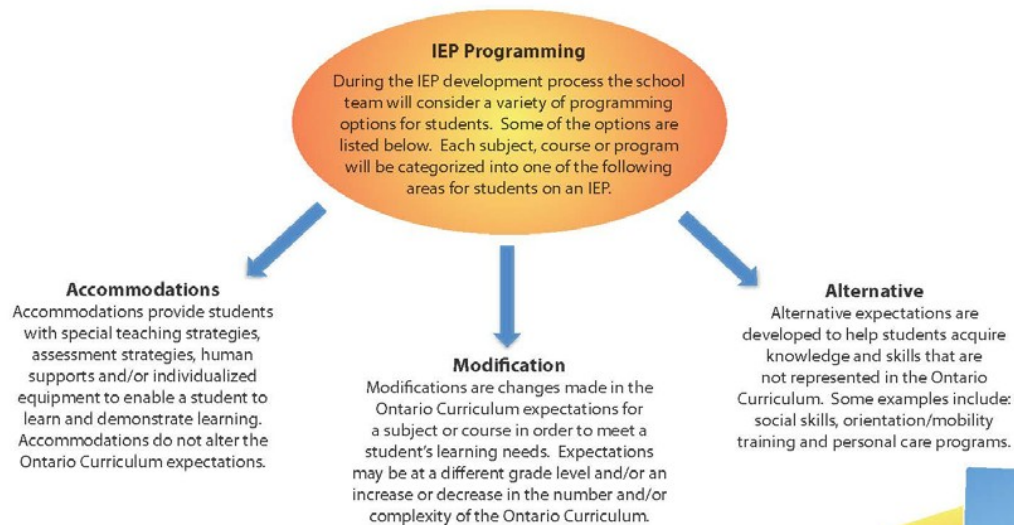 IEP Programming
During the IEP development process the school
team will consider a variety of programming
options for students. Some of the options are
listed below. Each subject, course or program
will be categorized into one of the following
areas for students on an IEP.
Accommodations
Accommodations provide students
with special teaching strategies,
assessment strategies, human
supports and/or individualized
equipment to enable a student to
learn and demonstrate learning.
Accommodations do not alter the
Ontario Curriculum expectations.
Modification
Modifications are changes made in the
Ontario Curriculum expectations for
a subject or course in order to meet a
student's learning needs. Expectations
may be at a different grade level and/or an
increase or decrease in the number and/or
complexity of the Ontario Curriculum.
Alternative
Alternative expectations are
developed to help students acquire
knowledge and skills that are
not represented in the Ontario
Curriculum. Some examples include:
social skills, orientation/mobility
training and personal care programs.